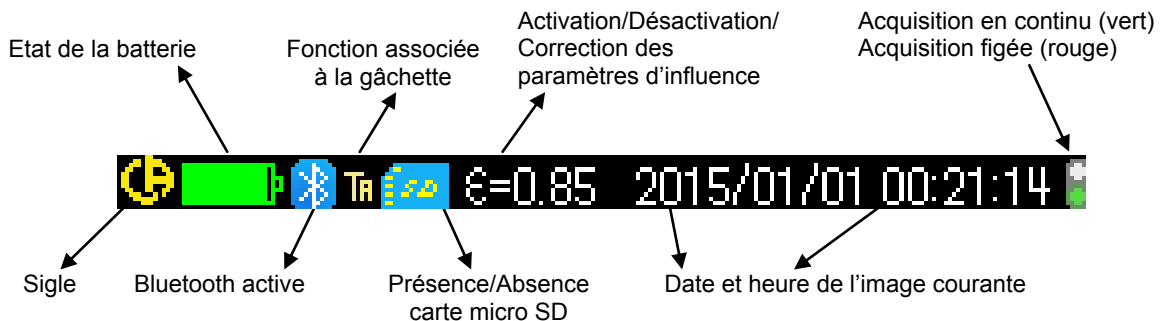 Etat de la batterie
Fonction associée
à la gâchette
Activation/Désactivation/
Correction des
paramètres d'influence
Acquisition en continu (vert)
Acquisition figée (rouge)
CA TA SD Ɛ=0.85 2015/01/01 00:21:14
Sigle
Bluetooth active
Présence/Absence
carte micro SD
Date et heure de l'image courante